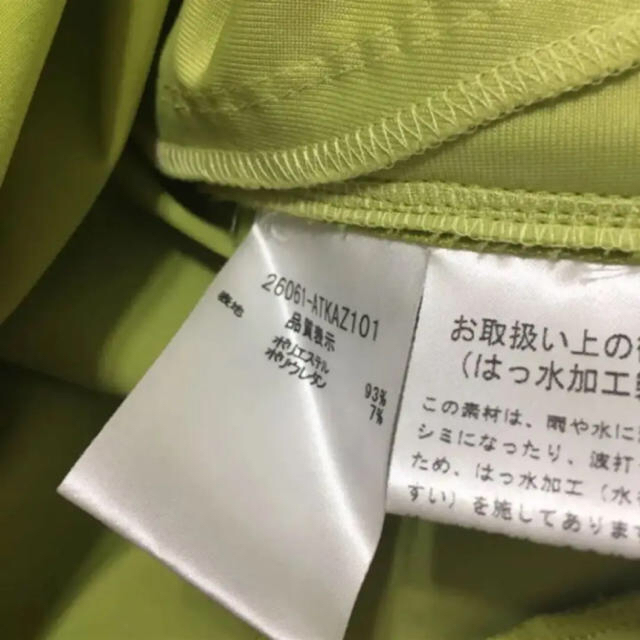 26061-ATKAZ101
品質表示
表地
ポリエステル 93%
ポリウレタン 7%
お取扱い上の
(はっ水加工
この素材は、雨や水に
シミになったり、波打
ため、はっ水加工(水
すい)を施してありま